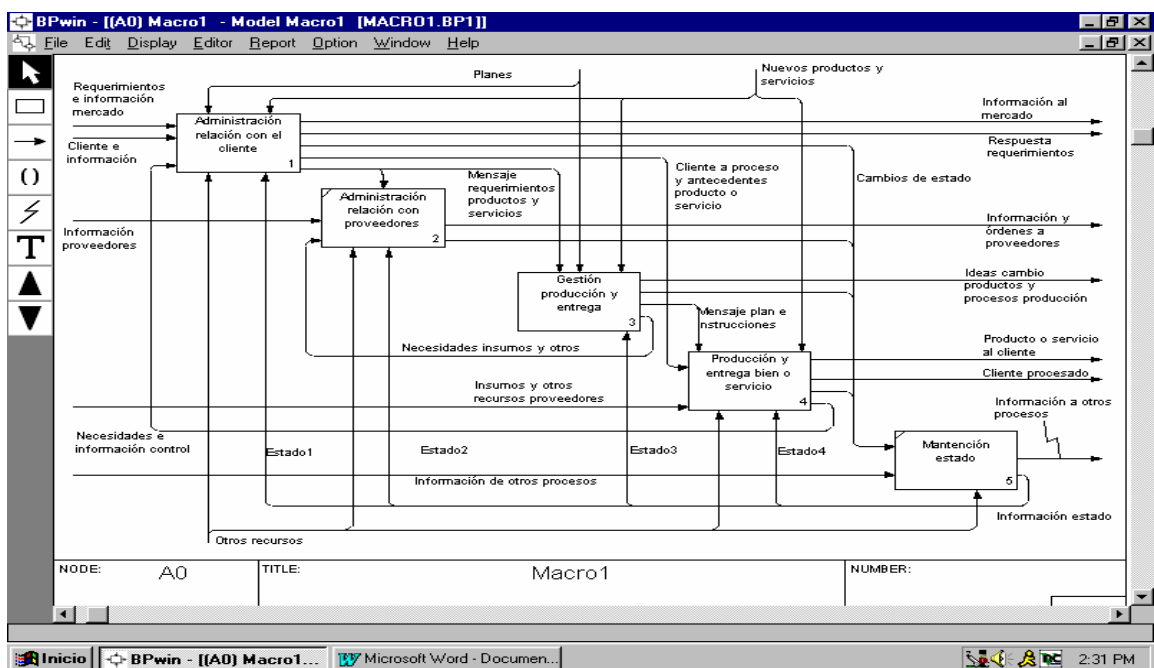 BPwin - [(A0) Macro1 - Model Macro1 [MACRO1.BP1]]
File Edit Display Editor Report Option Window Help
T
Planes
Nuevos productos y
servicios
Requerimientos
e información
mercado
Cliente e
información
Administración
relación con el
cliente
1
Información al
mercado
Respuesta
requerimientos
Mensaje
requerimientos
productos y
servicios
Cliente a proceso
y antecedentes
producto o
servicio
Cambios de estado
Información
proveedores
Administración
relación con
proveedores
2
Información y
órdenes a
proveedores
Gestión
producción y
entrega
3
Ideas cambio
productos y
procesos producción
Mensaje plan e
nstrucciones
Necesidades insumos y otros
Producción y
entrega bien o
servicio
4
Producto o servicio
al cliente
Cliente procesado
Insumos y otros
recursos proveedores
Información a otros
procesos
Necesidades e
información control
Estado1
Estado2
Estado3
Estado4
Mantención
estado
5
Información de otros procesos
Información estado
Otros recursos
NODE: A0
TITLE: Macro1
NUMBER:
Inicio
BPwin - [(A0) Macro1...
Microsoft Word - Documen...
2:31 PM